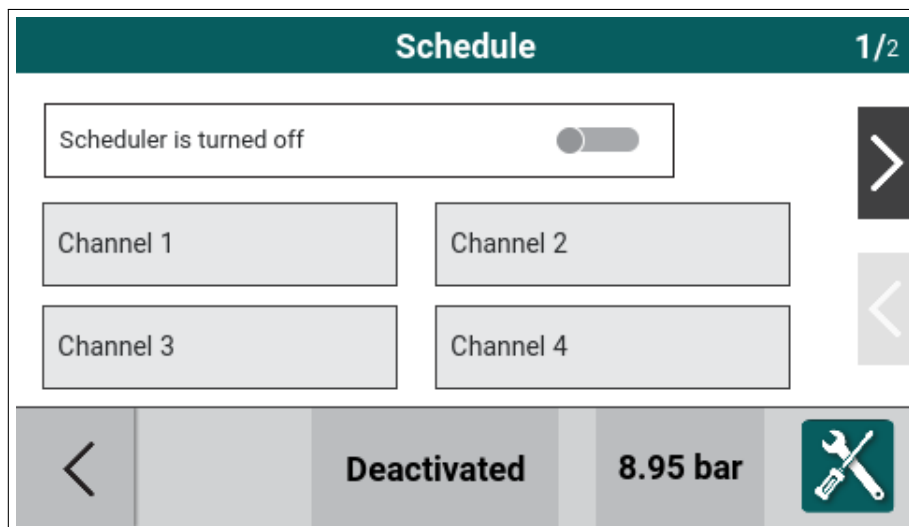 Schedule 1/2
Scheduler is turned off
Channel 1 Channel 2
Channel 3 Channel 4
Deactivated 8.95 bar